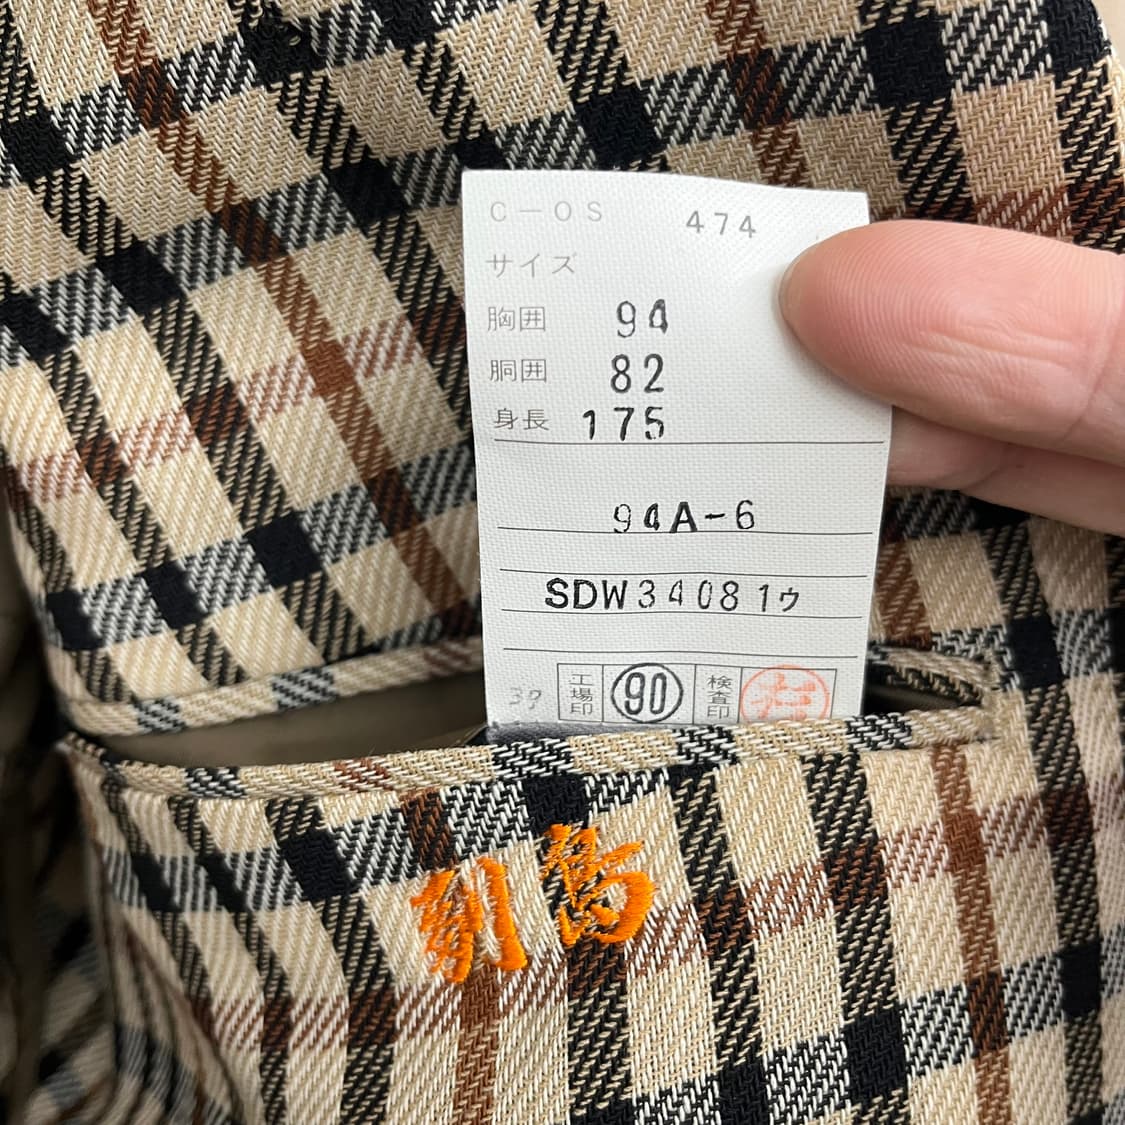 C-OS 474
サイズ
胸囲 94
胴囲 82
身長 175
94A-6
SDW34081ウ
37 工場印 90 検査印